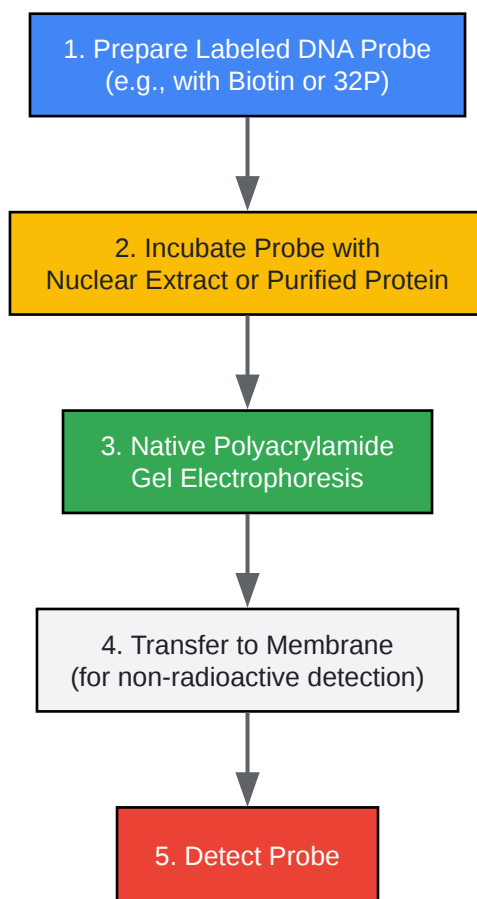 1. Prepare Labeled DNA Probe
(e.g., with Biotin or 32P)
2. Incubate Probe with
Nuclear Extract or Purified Protein
3. Native Polyacrylamide
Gel Electrophoresis
4. Transfer to Membrane
(for non-radioactive detection)
5. Detect Probe